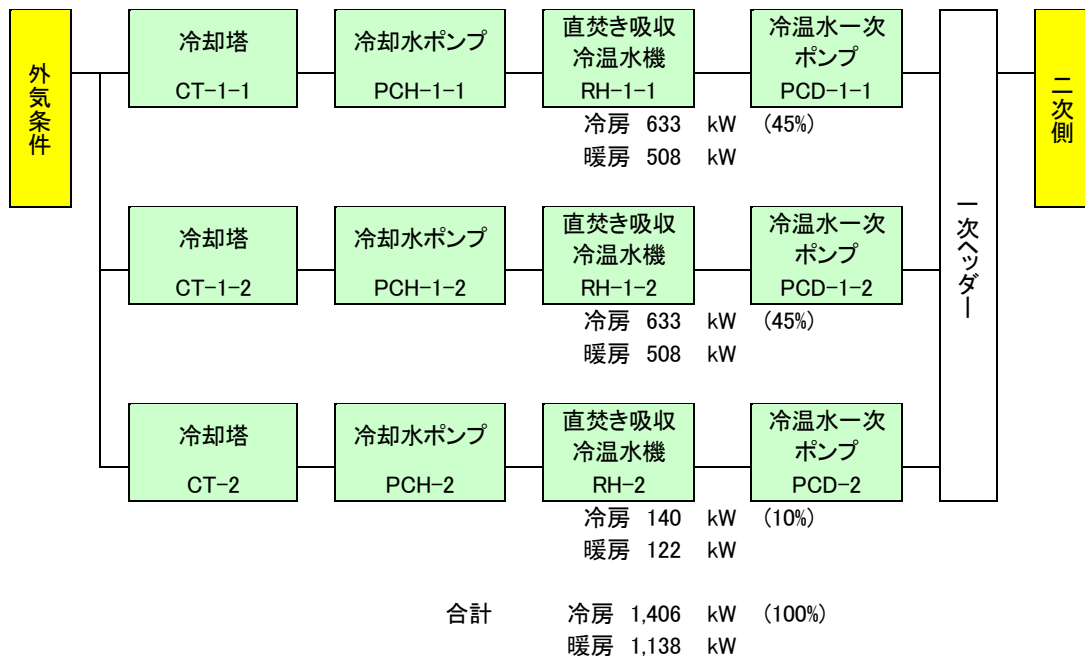 外気条件
冷却塔
CT-1-1
冷却水ポンプ
PCH-1-1
直焚き吸収
冷温水機
RH-1-1
冷温水一次
ポンプ
PCD-1-1
冷房 633 kW (45%)
暖房 508 kW
冷却塔
CT-1-2
冷却水ポンプ
PCH-1-2
直焚き吸収
冷温水機
RH-1-2
冷温水一次
ポンプ
PCD-1-2
冷房 633 kW (45%)
暖房 508 kW
冷却塔
CT-2
冷却水ポンプ
PCH-2
直焚き吸収
冷温水機
RH-2
冷温水一次
ポンプ
PCD-2
冷房 140 kW (10%)
暖房 122 kW
一次ヘッダー
二次側
合計 冷房 1,406 kW (100%)
暖房 1,138 kW